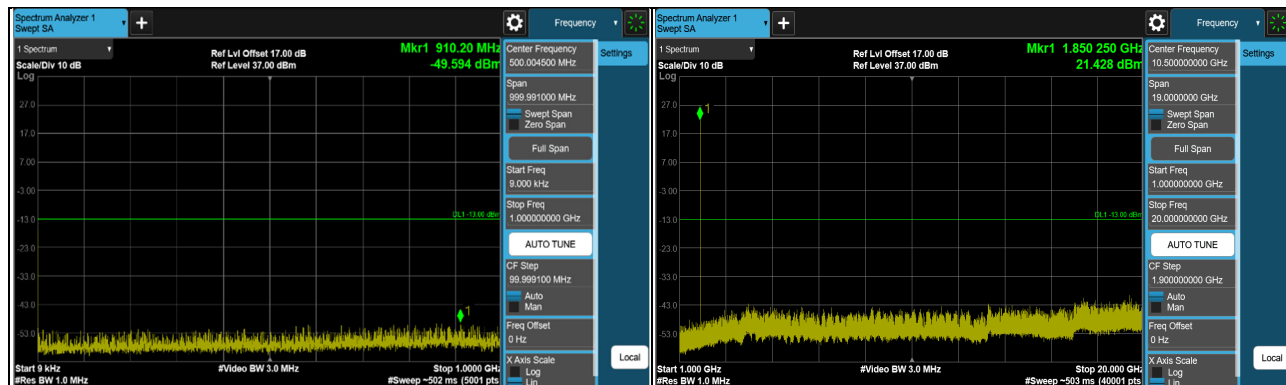 Spectrum Analyzer 1
Swept SA
Frequency
1 Spectrum
Scale/Div 10 dB
Log
Ref Lvl Offset 17.00 dB
Ref Level 37.00 dBm
Mkr1 910.20 MHz
-49.594 dBm
27.0
17.0
7.00
-3.00
-13.0
-23.0
-33.0
-43.0
-53.0
DL1 -13.00 dBm
1
Start 9 kHz
#Res BW 1.0 MHz
#Video BW 3.0 MHz
Stop 1.0000 GHz
#Sweep ~502 ms (5001 pts
Center Frequency
500.004500 MHz
Span
999.991000 MHz
Swept Span
Zero Span
Full Span
Start Freq
9.000 kHz
Stop Freq
1.000000000 GHz
AUTO TUNE
CF Step
99.999100 MHz
Auto
Man
Freq Offset
0 Hz
X Axis Scale
Log
Lin
Settings
Local
Spectrum Analyzer 1
Swept SA
Frequency
1 Spectrum
Scale/Div 10 dB
Log
Ref Lvl Offset 17.00 dB
Ref Level 37.00 dBm
Mkr1 1.850 250 GHz
21.428 dBm
27.0
17.0
7.00
-3.00
-13.0
-23.0
-33.0
-43.0
-53.0
DL1 -13.00 dBm
1
Start 1.000 GHz
#Res BW 1.0 MHz
#Video BW 3.0 MHz
Stop 20.000 GHz
#Sweep ~503 ms (40001 pts
Center Frequency
10.500000000 GHz
Span
19.0000000 GHz
Swept Span
Zero Span
Full Span
Start Freq
1.000000000 GHz
Stop Freq
20.000000000 GHz
AUTO TUNE
CF Step
1.900000000 GHz
Auto
Man
Freq Offset
0 Hz
X Axis Scale
Log
Lin
Settings
Local